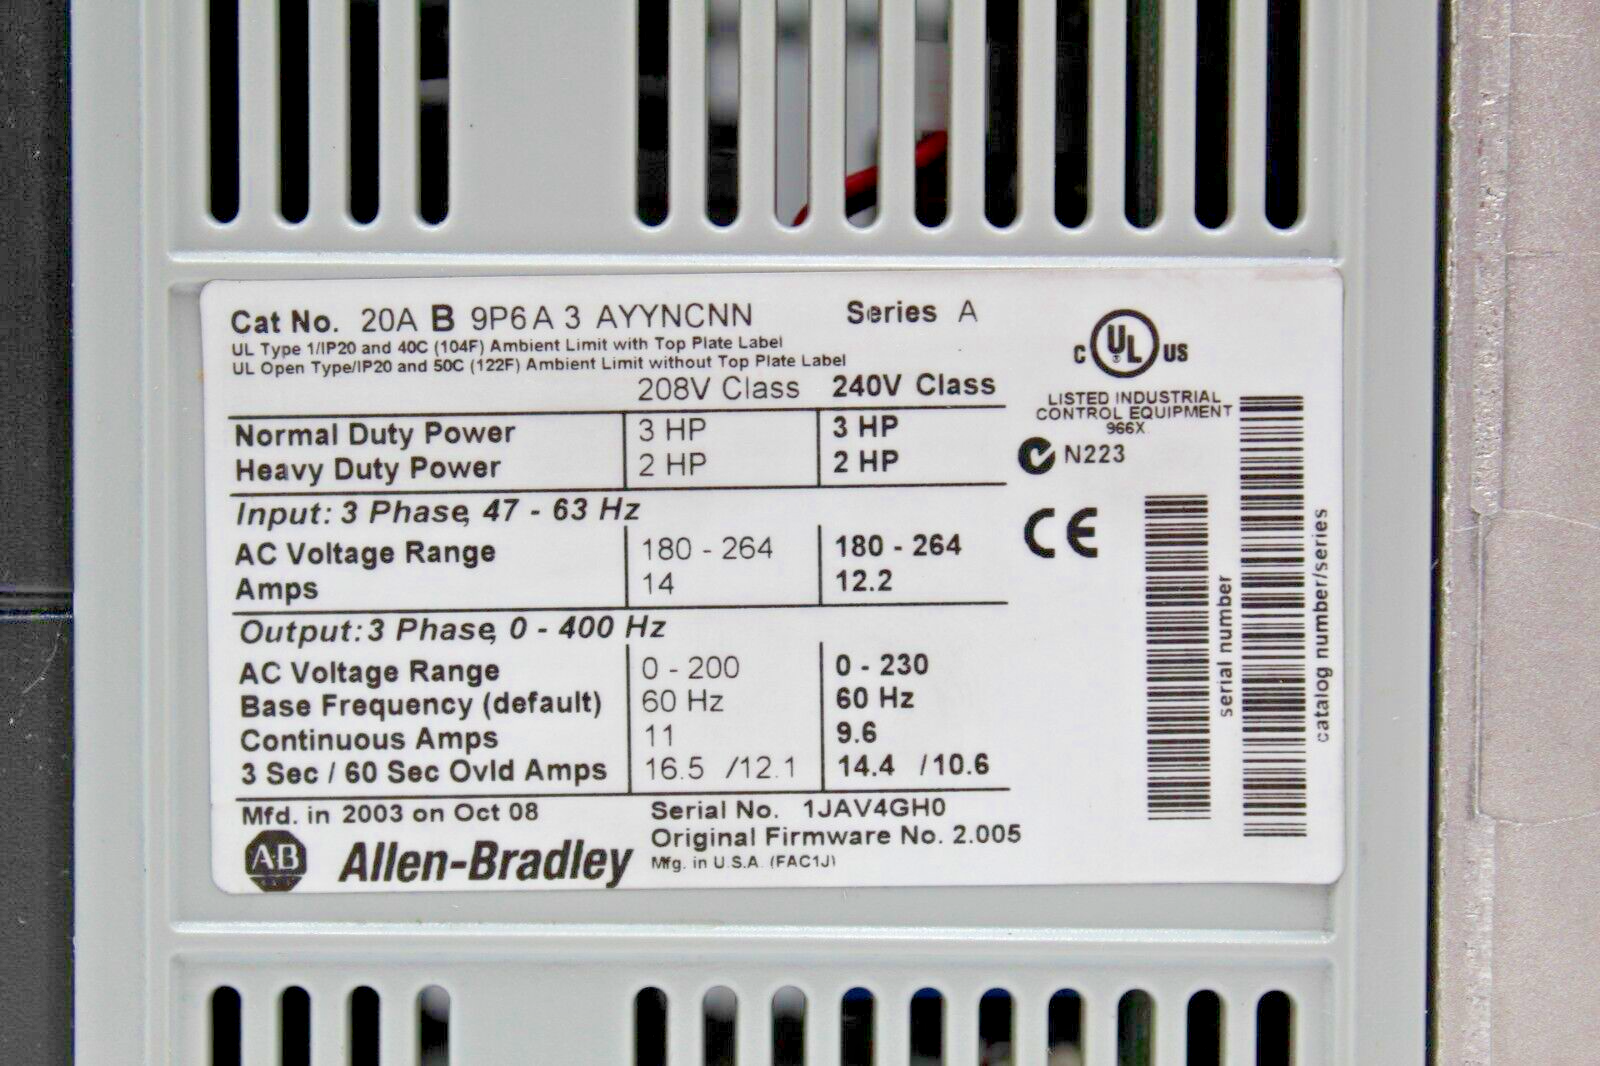 Cat No. 20A B 9P6 A 3 AYYNCNN Series A
UL Type 1/IP20 and 40C (104F) Ambient Limit with Top Plate Label
UL Open Type/IP20 and 50C (122F) Ambient Limit without Top Plate Label
208V Class 240V Class
Normal Duty Power 3 HP 3 HP
Heavy Duty Power 2 HP 2 HP
Input: 3 Phase, 47 - 63 Hz
AC Voltage Range 180 - 264 180 - 264
Amps 14 12.2
Output: 3 Phase, 0 - 400 Hz
AC Voltage Range 0 - 200 0 - 230
Base Frequency (default) 60 Hz 60 Hz
Continuous Amps 11 9.6
3 Sec / 60 Sec Ovld Amps 16.5 /12.1 14.4 /10.6
Mfd. in 2003 on Oct 08 Serial No. 1JAV4GH0
Original Firmware No. 2.005
A-B Allen-Bradley Mfg. in U.S.A. (FAC1J)
C UL US
®
LISTED INDUSTRIAL
CONTROL EQUIPMENT
966X
N223
CE
serial number
catalog number/series